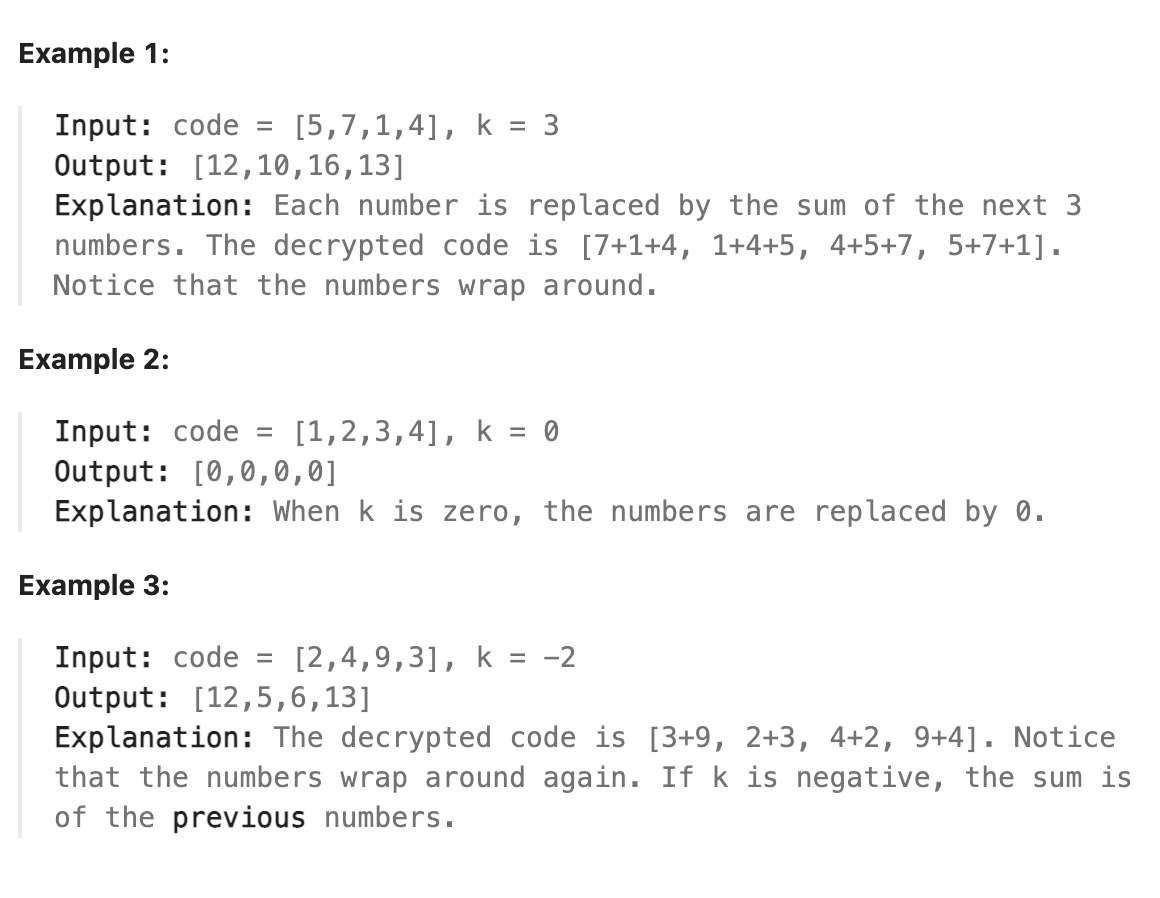 Example 1:
Input: code = [5,7,1,4], k = 3
Output: [12,10,16,13]
Explanation: Each number is replaced by the sum of the next 3
numbers. The decrypted code is [7+1+4, 1+4+5, 4+5+7, 5+7+1].
Notice that the numbers wrap around.
Example 2:
Input: code = [1,2,3,4], k = 0
Output: [0,0,0,0]
Explanation: When k is zero, the numbers are replaced by 0.
Example 3:
Input: code = [2,4,9,3], k = -2
Output: [12,5,6,13]
Explanation: The decrypted code is [3+9, 2+3, 4+2, 9+4]. Notice
that the numbers wrap around again. If k is negative, the sum is
of the previous numbers.